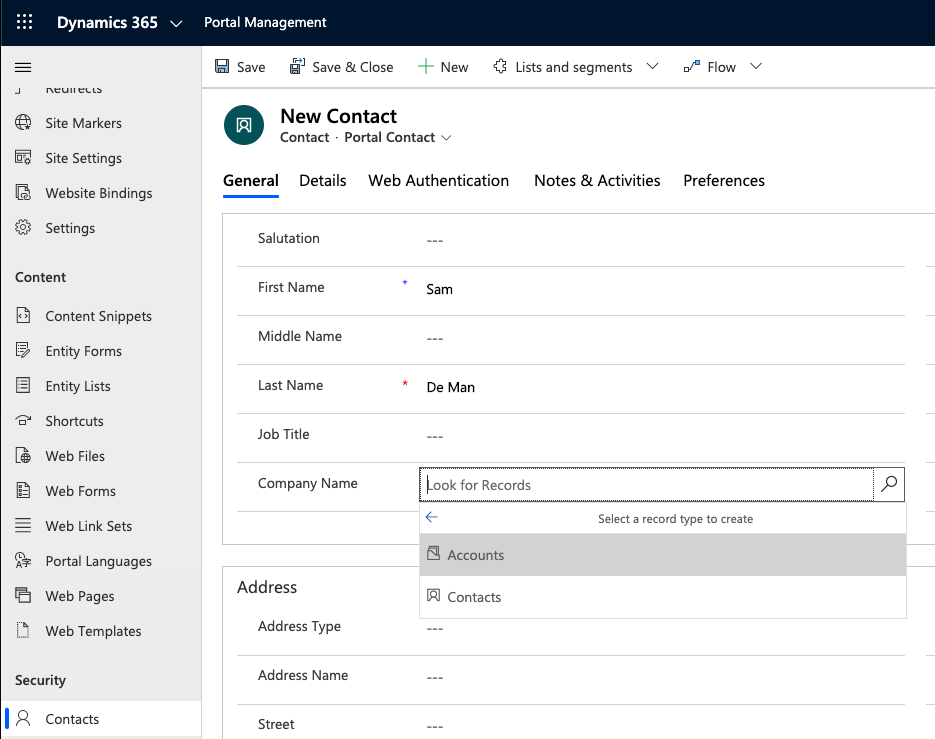 Dynamics 365 Portal Management
Save Save & Close New Lists and segments Flow
Redirects
Site Markers
Site Settings
Website Bindings
Settings
Content
Content Snippets
Entity Forms
Entity Lists
Shortcuts
Web Files
Web Forms
Web Link Sets
Portal Languages
Web Pages
Web Templates
Security
Contacts
New Contact
Contact · Portal Contact
General Details Web Authentication Notes & Activities Preferences
Salutation ---
First Name * Sam
Middle Name ---
Last Name * De Man
Job Title ---
Company Name Look for Records
Select a record type to create
Accounts
Contacts
Address
Address Type ---
Address Name ---
Street ---